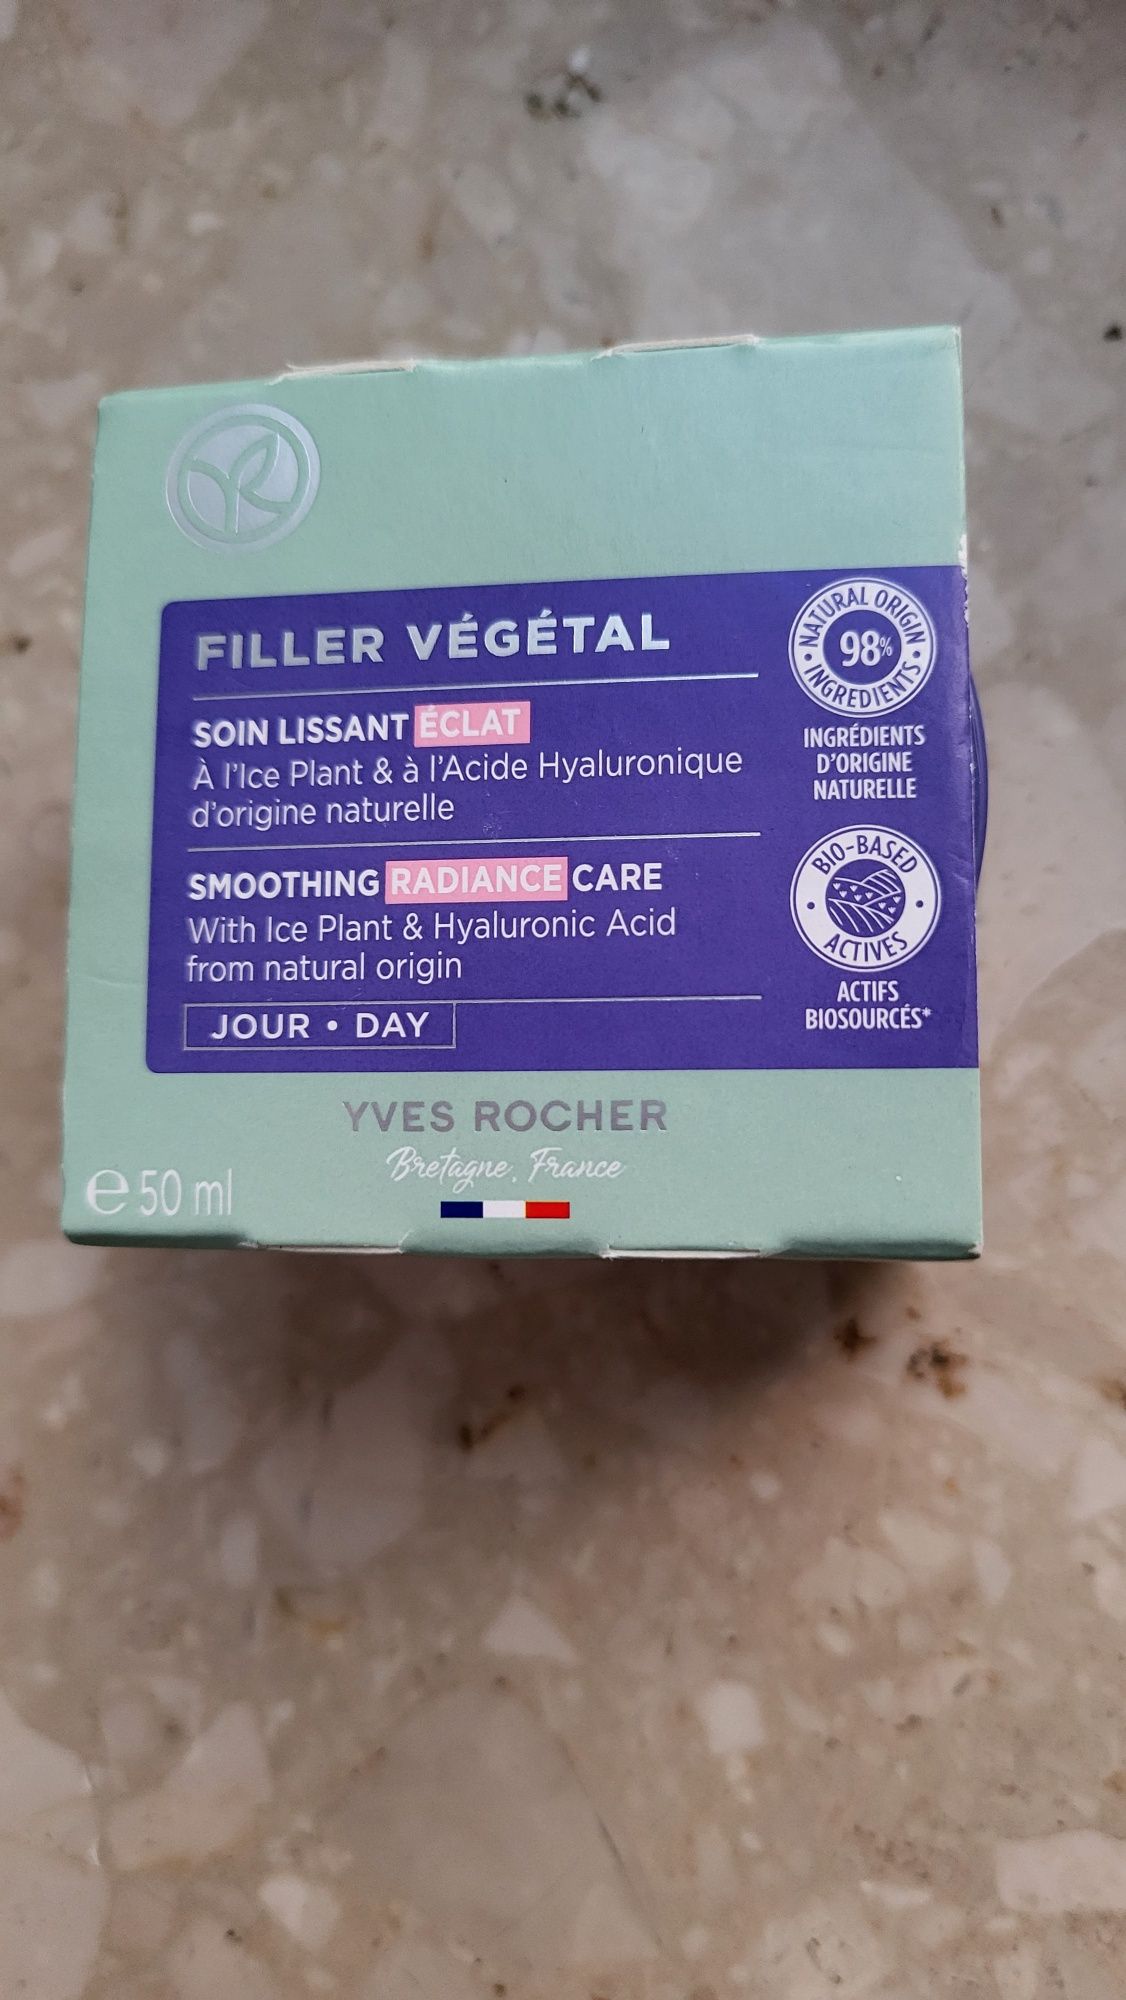 FILLER VÉGÉTAL
SOIN LISSANT ÉCLAT
À l'Ice Plant & à l'Acide Hyaluronique
d'origine naturelle
SMOOTHING RADIANCE CARE
With Ice Plant & Hyaluronic Acid
from natural origin
JOUR • DAY
NATURAL ORIGIN
98%
INGREDIENTS
INGRÉDIENTS
D'ORIGINE
NATURELLE
BIO-BASED
ACTIVES
ACTIFS
BIOSOURCÉS*
YVES ROCHER
Bretagne, France
e 50 ml